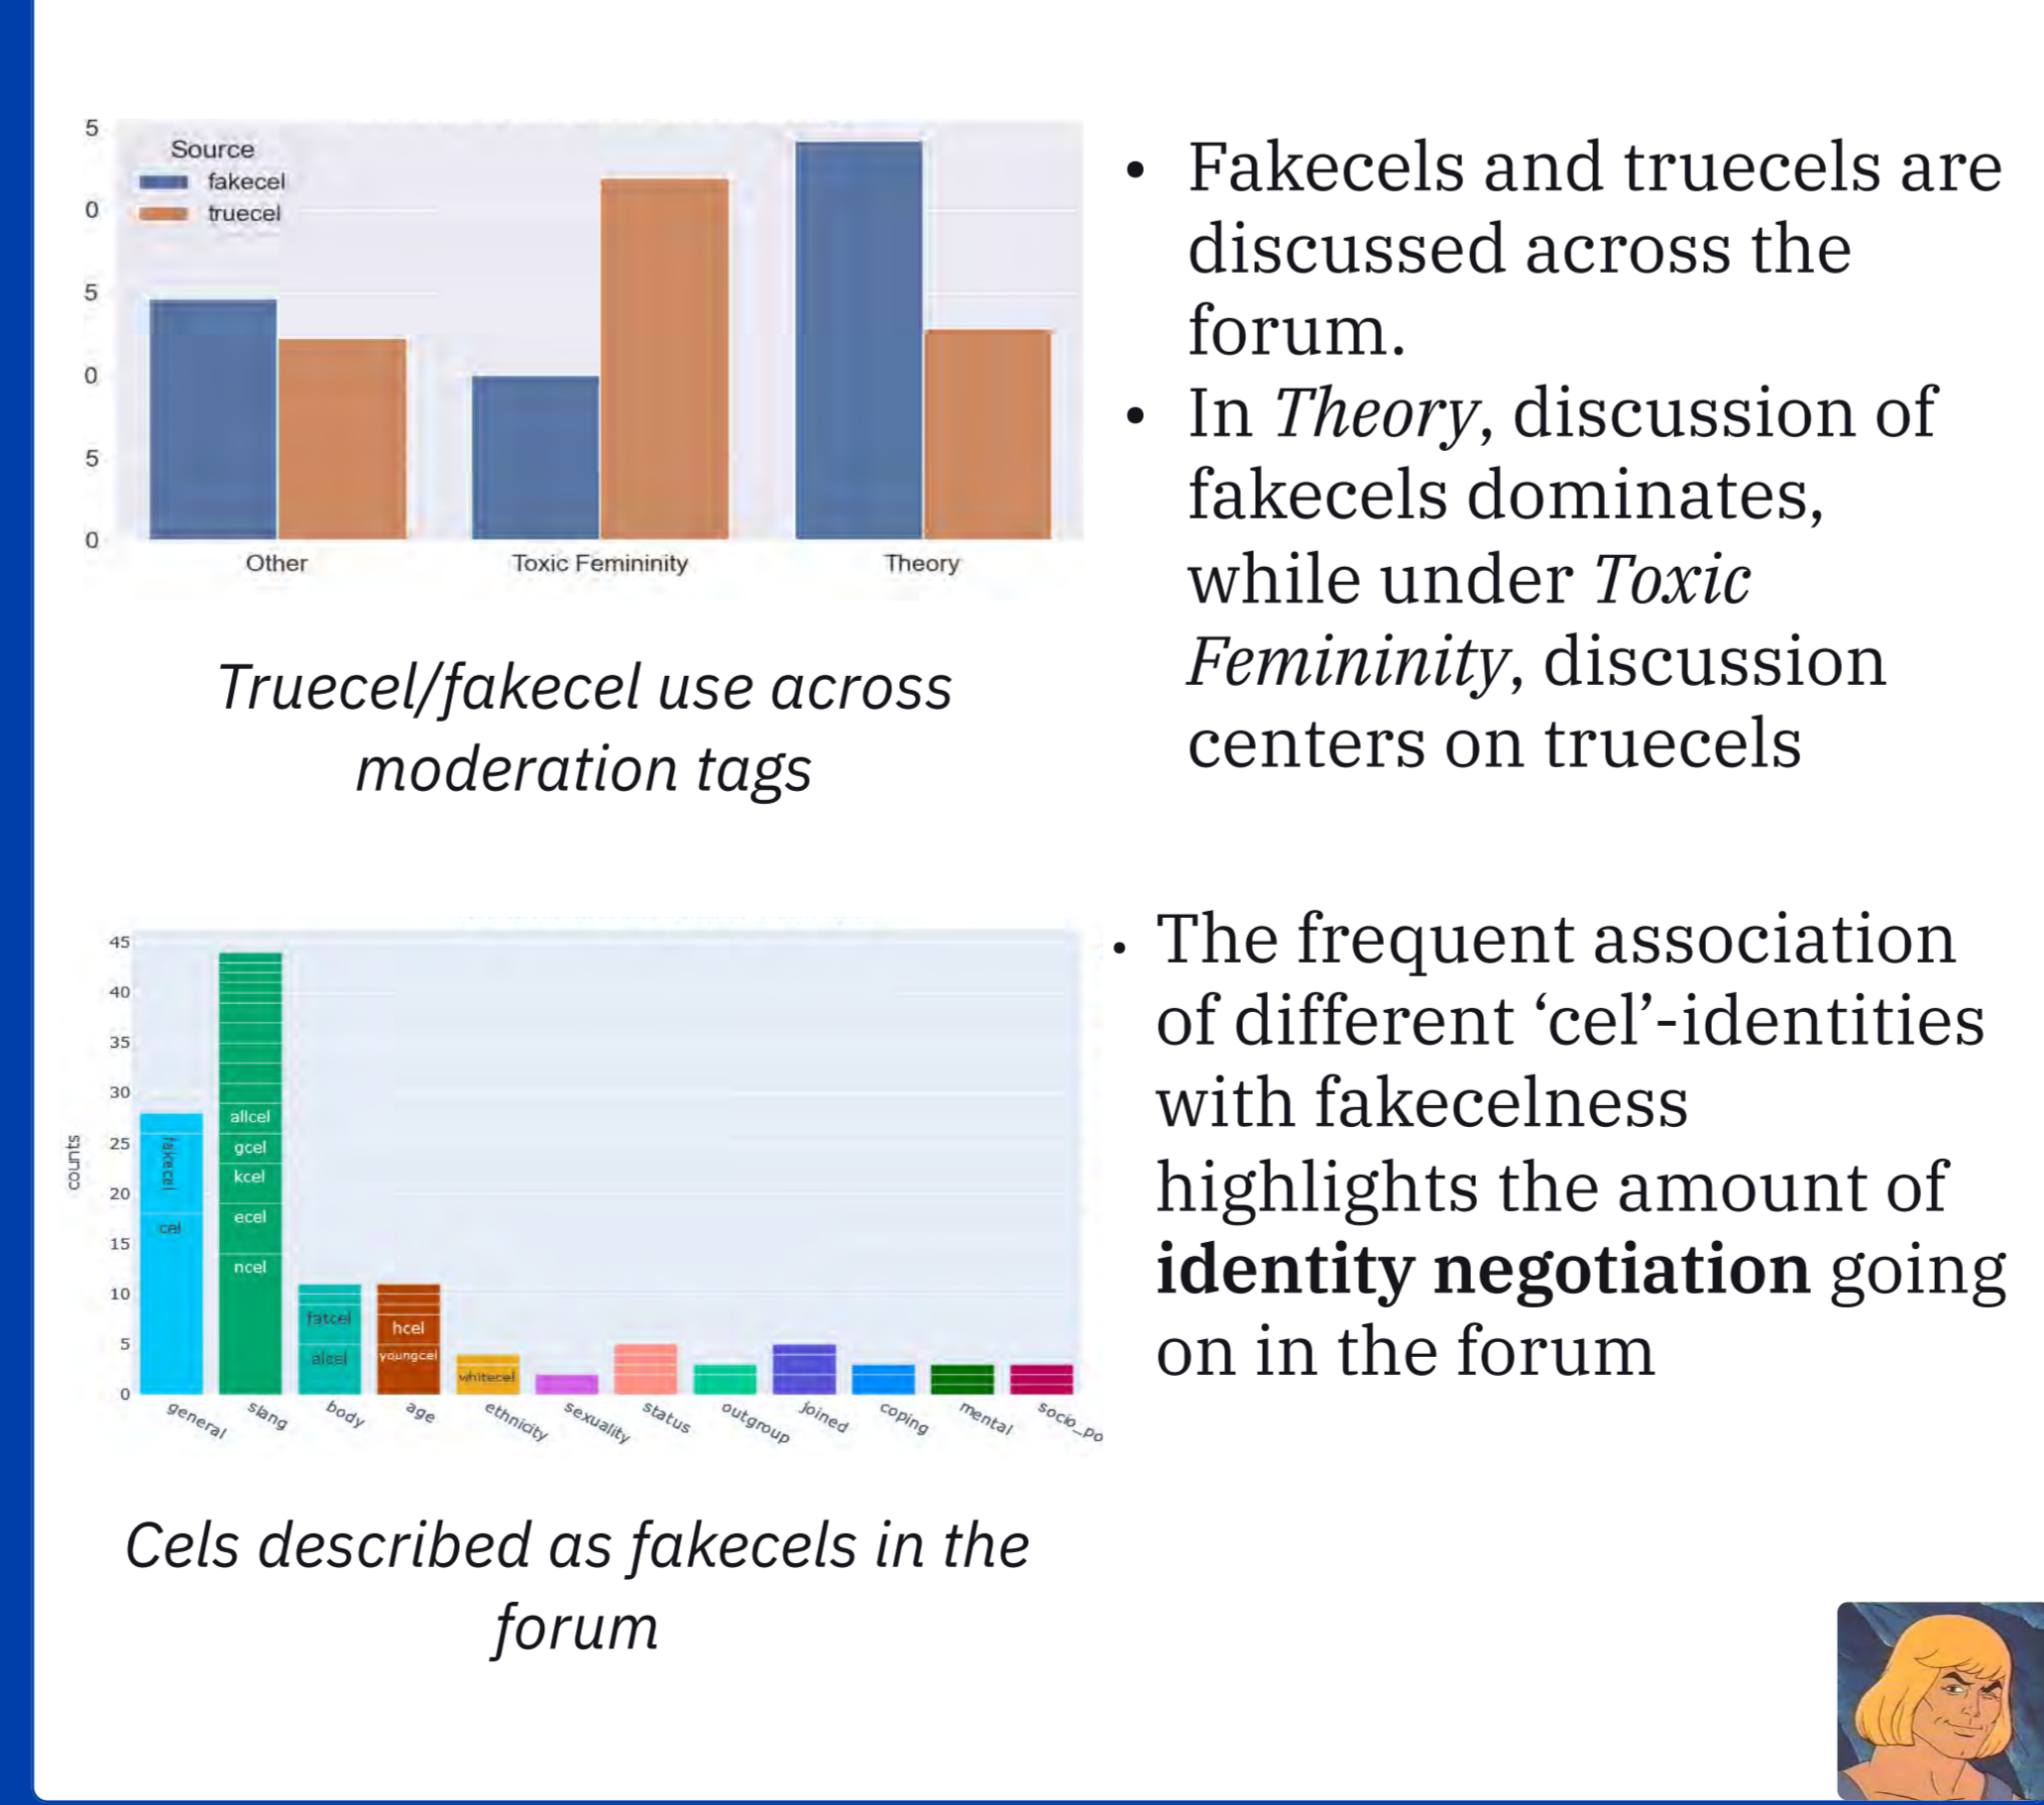 5
0
5
0
5
0
Source
fakecel
truecel
Other
Toxic Femininity
Theory
Truecel/fakecel use across
moderation tags
• Fakecels and truecels are
discussed across the
forum.
• In Theory, discussion of
fakecels dominates,
while under Toxic
Femininity, discussion
centers on truecels
45
40
35
30
25
20
15
10
5
0
counts
fakecel
cel
allcel
gcel
kcel
ecel
ncel
fatcel
alcel
hcel
youngcel
whitecel
general
slang
body
age
ethnicity
sexuality
status
outgroup
joined
coping
mental
socio_po
Cels described as fakecels in the
forum
• The frequent association
of different ‘cel’-identities
with fakecelness
highlights the amount of
identity negotiation going
on in the forum